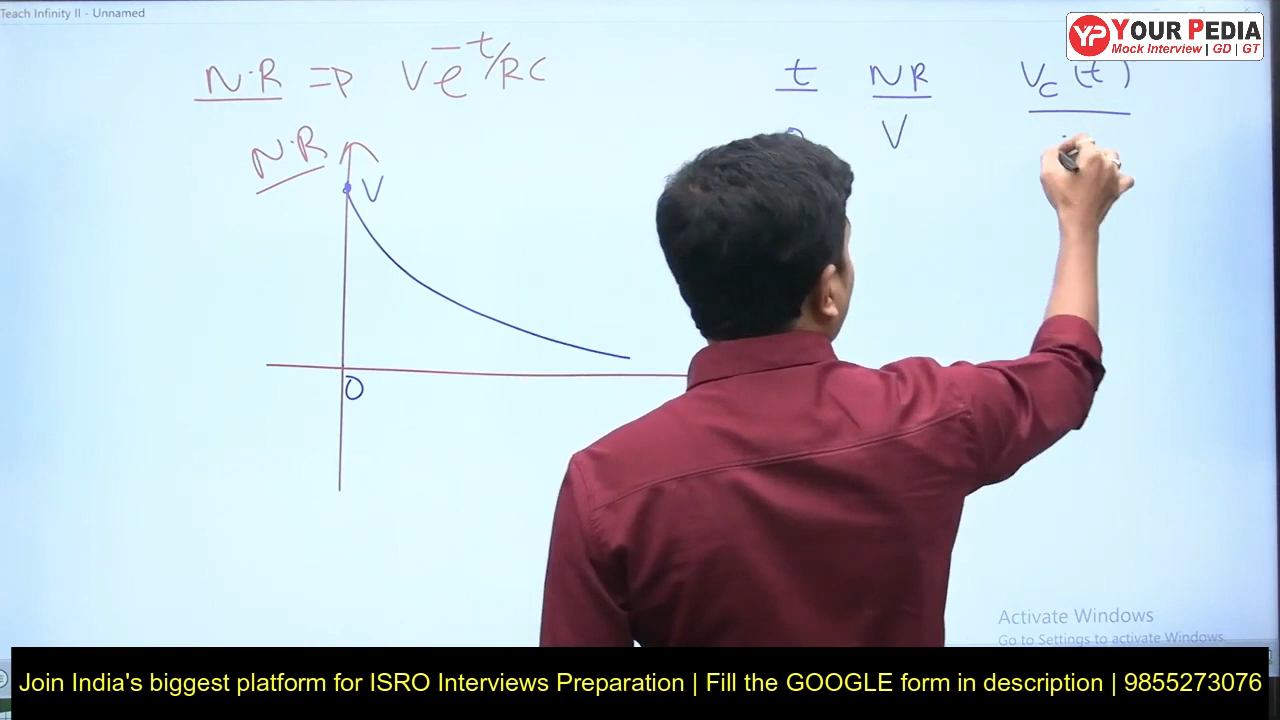 Teach Infinity II - Unnamed
YP YOUR PEDIA
Mock Interview | GD | GT
N.R => Ve^-t/RC
t NR Vc(t)
V
N.R
V
0
Activate Windows
Go to Settings to activate Windows.
Join India's biggest platform for ISRO Interviews Preparation | Fill the GOOGLE form in description | 9855273076